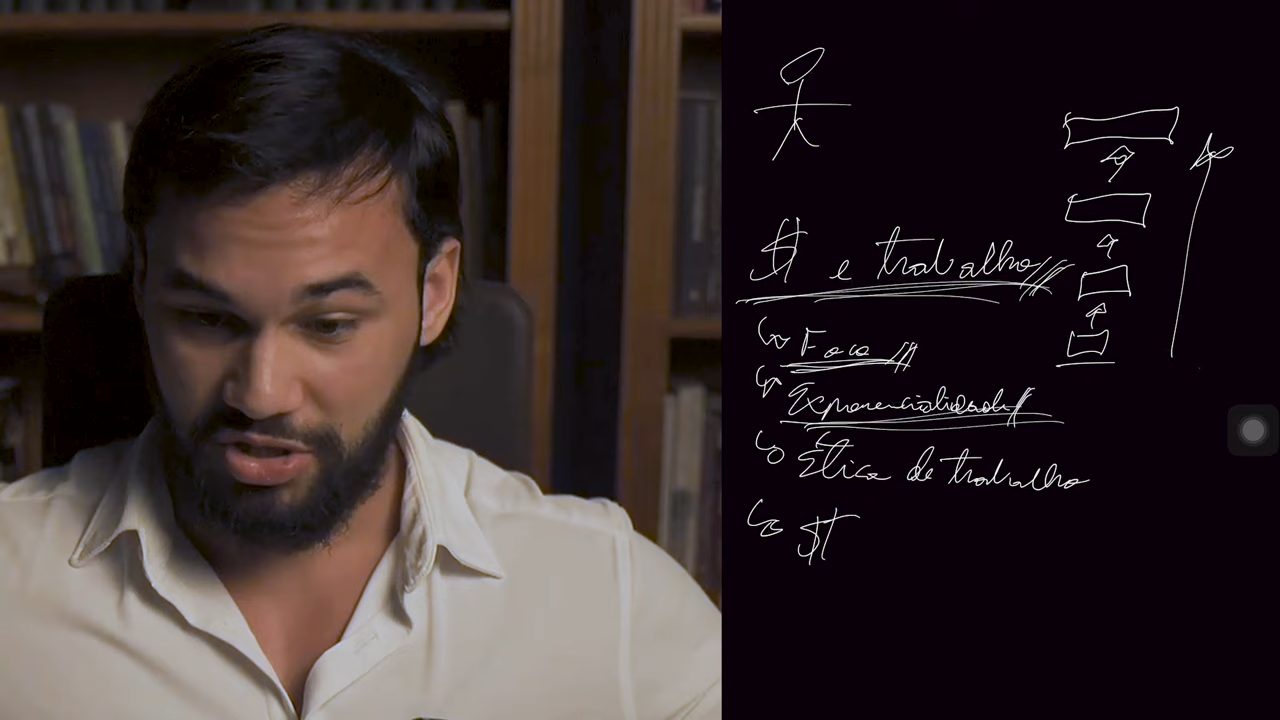 $ e trabalho
Foco
Exponencialidade
Ética de trabalho
$